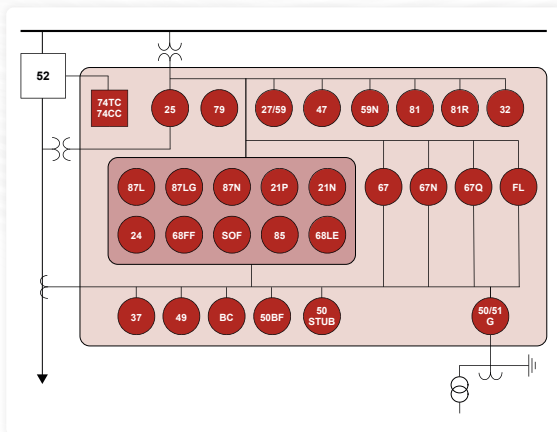 52
74TC
74CC
25
79
27/59
47
59N
81
81R
32
87L
87LG
87N
21P
21N
67
67N
67Q
FL
24
68FF
SOF
85
68LE
37
49
BC
50BF
50
STUB
50/51
G